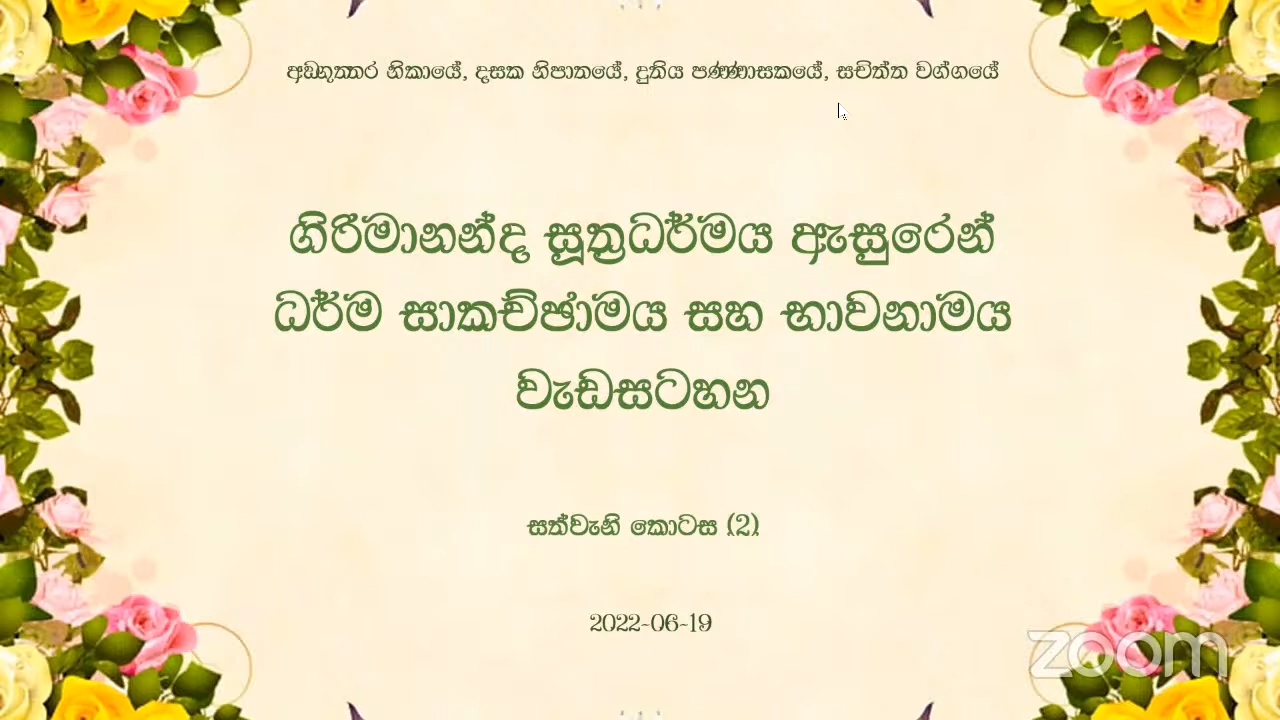 අඞ්ගුත්තර නිකායේ, දසක නිපාතයේ, දුතිය පණ්ණාසකයේ, සචිත්ත වග්ගයේ
ගිරිමානන්ද සූත්‍රධර්මය ඇසුරෙන්
ධර්ම සාකච්ඡාමය සහ භාවනාමය
වැඩසටහන
සත්වැනි කොටස (2)
2022-06-19
zoom